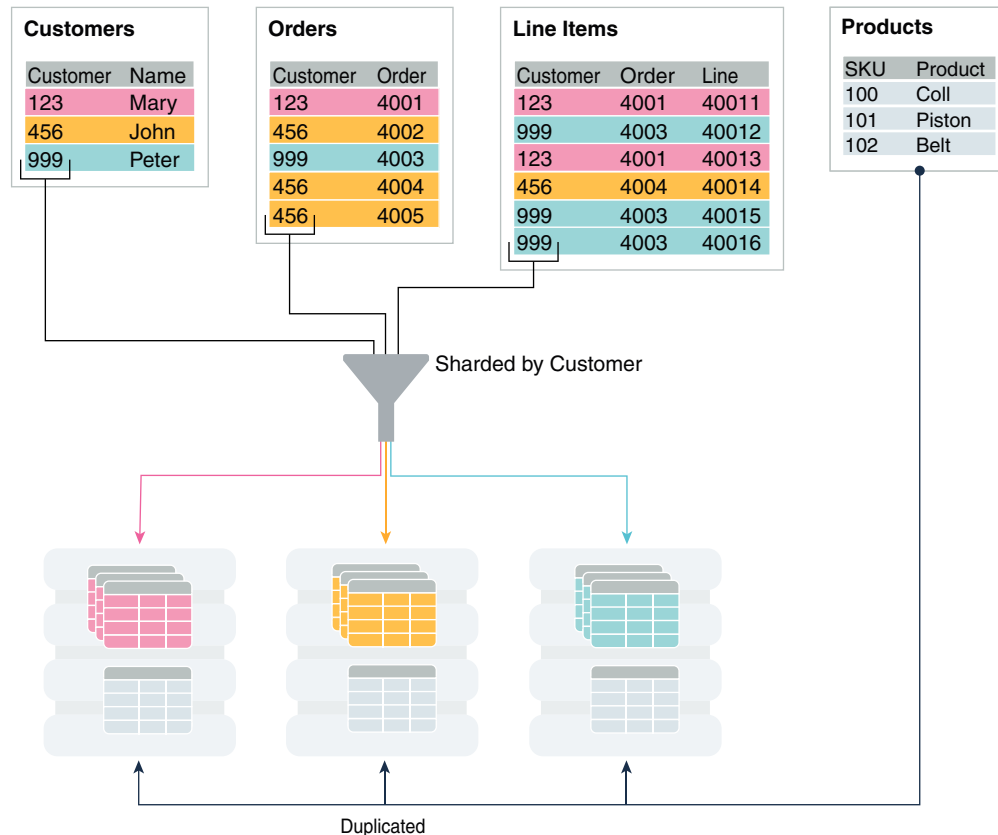 Customers
Customer Name
123 Mary
456 John
999 Peter
Orders
Customer Order
123 4001
456 4002
999 4003
456 4004
456 4005
Line Items
Customer Order Line
123 4001 40011
999 4003 40012
123 4001 40013
456 4004 40014
999 4003 40015
999 4003 40016
Products
SKU Product
100 Coll
101 Piston
102 Belt
Sharded by Customer
Duplicated